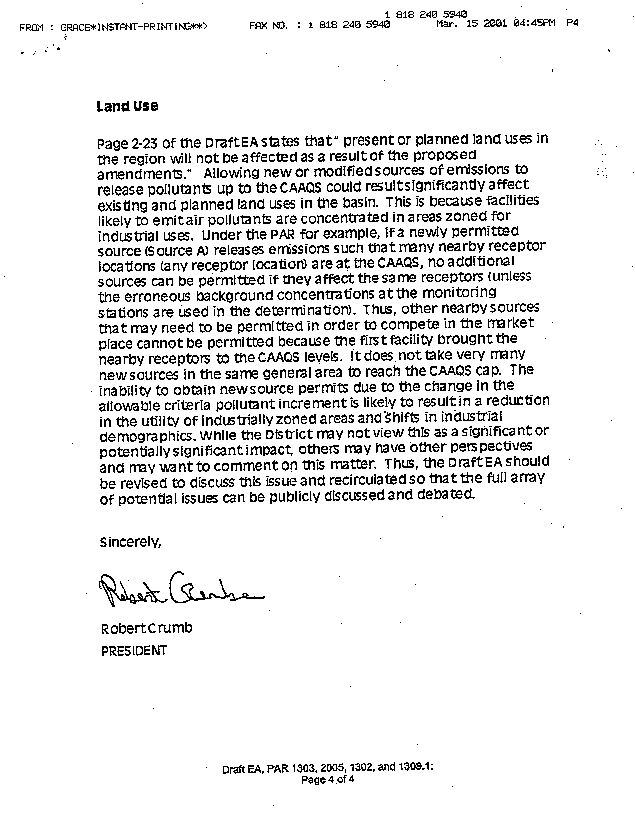 1 818 240 5940
FROM : GRACE*INSTANT-PRINTING**> FAX NO. : 1 818 240 5940 Mar. 15 2001 04:45PM P4
Land Use
Page 2-23 of the Draft EA states that" present or planned land uses in
the region will not be affected as a result of the proposed
amendments." Allowing new or modified sources of emissions to
release pollutants up to the CAAQS could result significantly affect
existing and planned land uses in the basin. This is because facilities
likely to emit air pollutants are concentrated in areas zoned for
industrial uses. Under the PAR for example, if a newly permitted
source (Source A) releases emissions such that many nearby receptor
locations (any receptor location) are at the CAAQS, no additional
sources can be permitted if they affect the same receptors (unless
the erroneous background concentrations at the monitoring
stations are used in the determination). Thus, other nearby sources
that may need to be permitted in order to compete in the market
place cannot be permitted because the first facility brought the
nearby receptors to the CAAQS levels. It does not take very many
new sources in the same general area to reach the CAAQS cap. The
inability to obtain new source permits due to the change in the
allowable criteria pollutant increment is likely to result in a reduction
in the utility of industrially zoned areas and shifts in industrial
demographics. While the District may not view this as a significant or
potentially significant impact, others may have other perspectives
and may want to comment on this matter. Thus, the Draft EA should
be revised to discuss this issue and recirculated so that the full array
of potential issues can be publicly discussed and debated.
Sincerely,
Robert Crumb
Robert Crumb
PRESIDENT
Draft EA, PAR 1303, 2005, 1302, and 1309.1:
Page 4 of 4